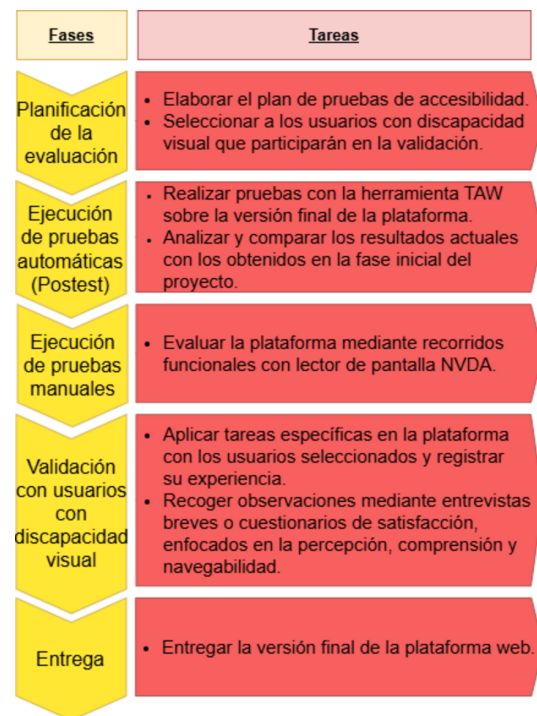 Fases
Tareas
Planificación
de la
evaluación
• Elaborar el plan de pruebas de accesibilidad.
• Seleccionar a los usuarios con discapacidad
visual que participarán en la validación.
Ejecución
de pruebas
automáticas
(Postest)
• Realizar pruebas con la herramienta TAW
sobre la versión final de la plataforma.
• Analizar y comparar los resultados actuales
con los obtenidos en la fase inicial del
proyecto.
Ejecución
de pruebas
manuales
• Evaluar la plataforma mediante recorridos
funcionales con lector de pantalla NVDA.
Validación
con usuarios
con
discapacidad
visual
• Aplicar tareas específicas en la plataforma
con los usuarios seleccionados y registrar
su experiencia.
• Recoger observaciones mediante entrevistas
breves o cuestionarios de satisfacción,
enfocados en la percepción, comprensión y
navegabilidad.
Entrega
• Entregar la versión final de la plataforma web.